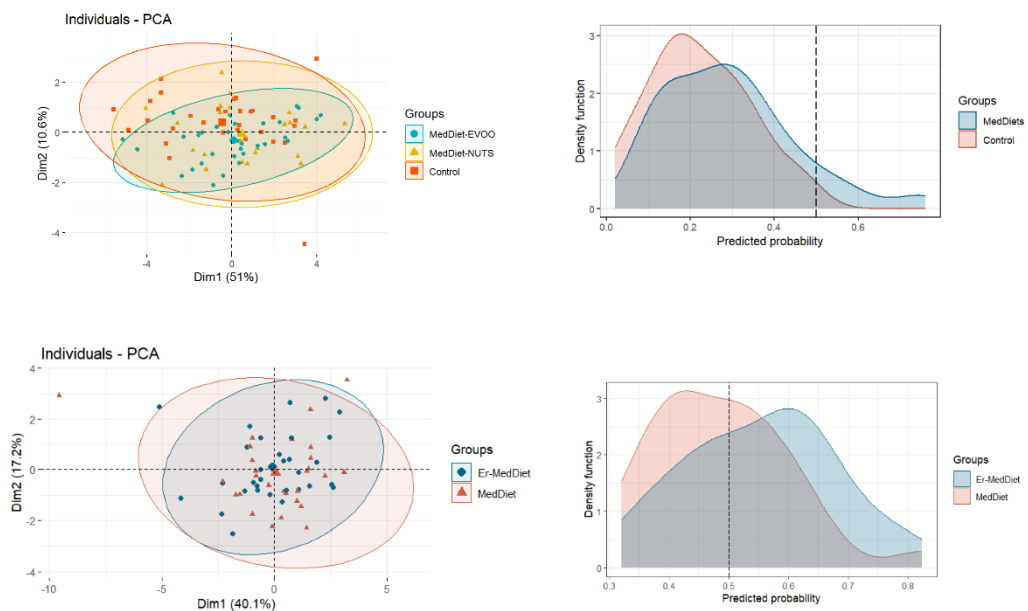 Individuals - PCA
2
0
-2
-4
-4
0
4
Dim2 (10.6%)
Dim1 (51%)
Groups
MedDiet-EVOO
MedDiet-NUTS
Control
3
2
1
0
0.0
0.2
0.4
0.6
Density function
Predicted probability
Groups
MedDiets
Control
Individuals - PCA
4
2
0
-2
-4
-10
-5
0
5
Dim2 (17.2%)
Dim1 (40.1%)
Groups
Er-MedDiet
MedDiet
3
2
1
0
0.4
0.5
0.6
0.7
0.8
Density function
Predicted probability
Groups
Er-MedDiet
MedDiet